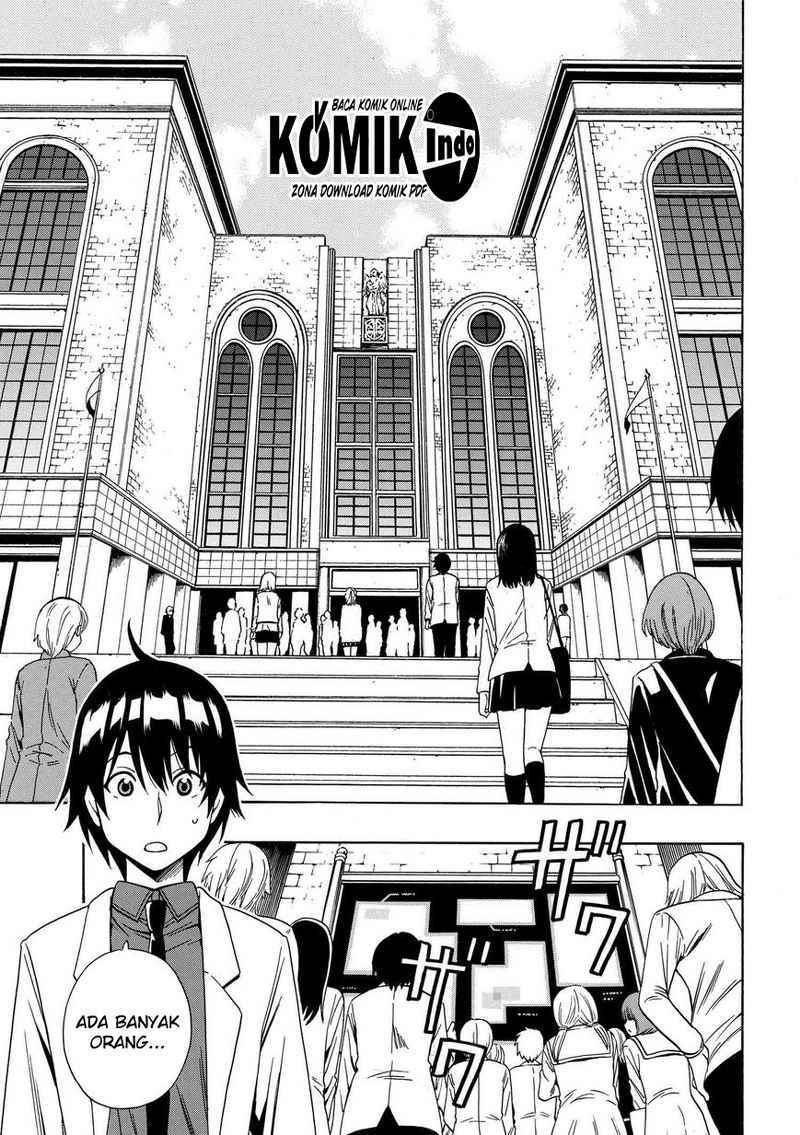 BACA KOMIK ONLINE
KOMIK Indo
ZONA DOWNLOAD KOMIK PDF
ザワ
ザワ
ADA BANYAK
ORANG...